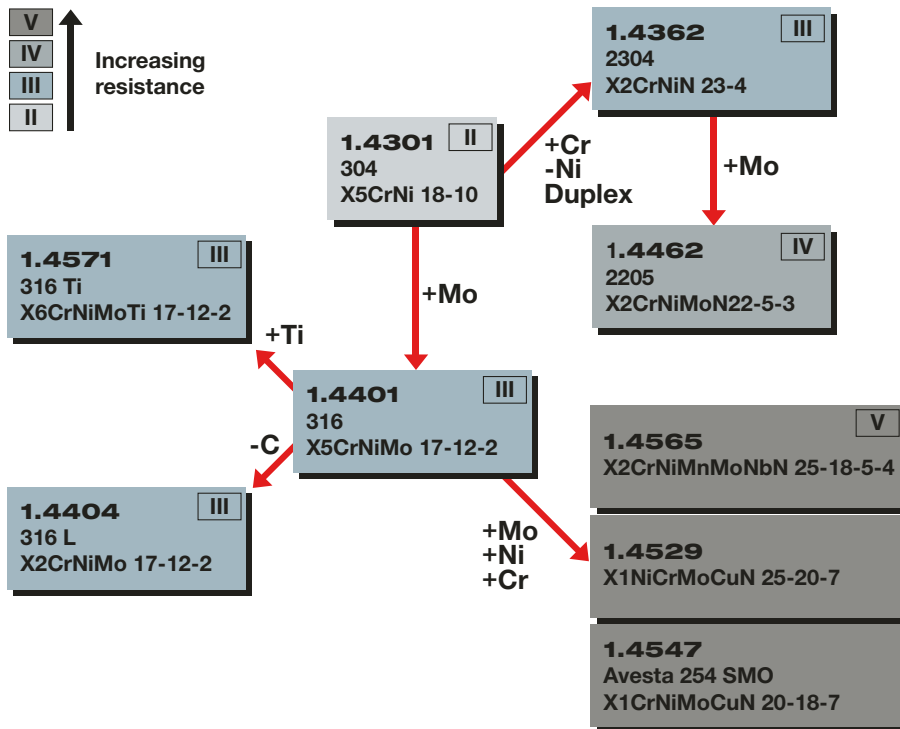 V
IV
III
II
Increasing
resistance
1.4362 III
2304
X2CrNiN 23-4
1.4301 II
304
X5CrNi 18-10
+Cr
-Ni
Duplex
+Mo
1.4462 IV
2205
X2CrNiMoN22-5-3
1.4571 III
316 Ti
X6CrNiMoTi 17-12-2
+Mo
+Ti
1.4401 III
316
X5CrNiMo 17-12-2
-C
1.4404 III
316 L
X2CrNiMo 17-12-2
+Mo
+Ni
+Cr
V
1.4565
X2CrNiMnMoNbN 25-18-5-4
1.4529
X1NiCrMoCuN 25-20-7
1.4547
Avesta 254 SMO
X1CrNiMoCuN 20-18-7